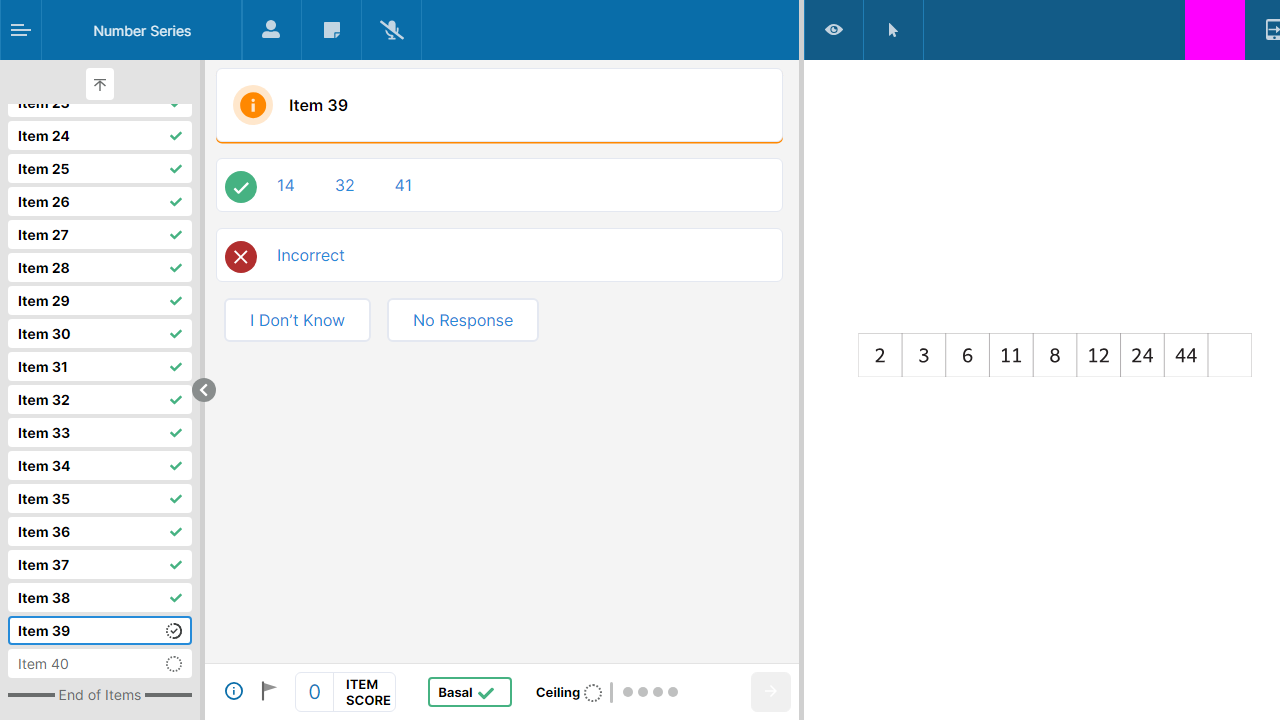 Number Series
Item 23
Item 24
Item 25
Item 26
Item 27
Item 28
Item 29
Item 30
Item 31
Item 32
Item 33
Item 34
Item 35
Item 36
Item 37
Item 38
Item 39
Item 40
End of Items
Item 39
14 32 41
Incorrect
I Don’t Know No Response
0 ITEM SCORE Basal Ceiling
2 3 6 11 8 12 24 44